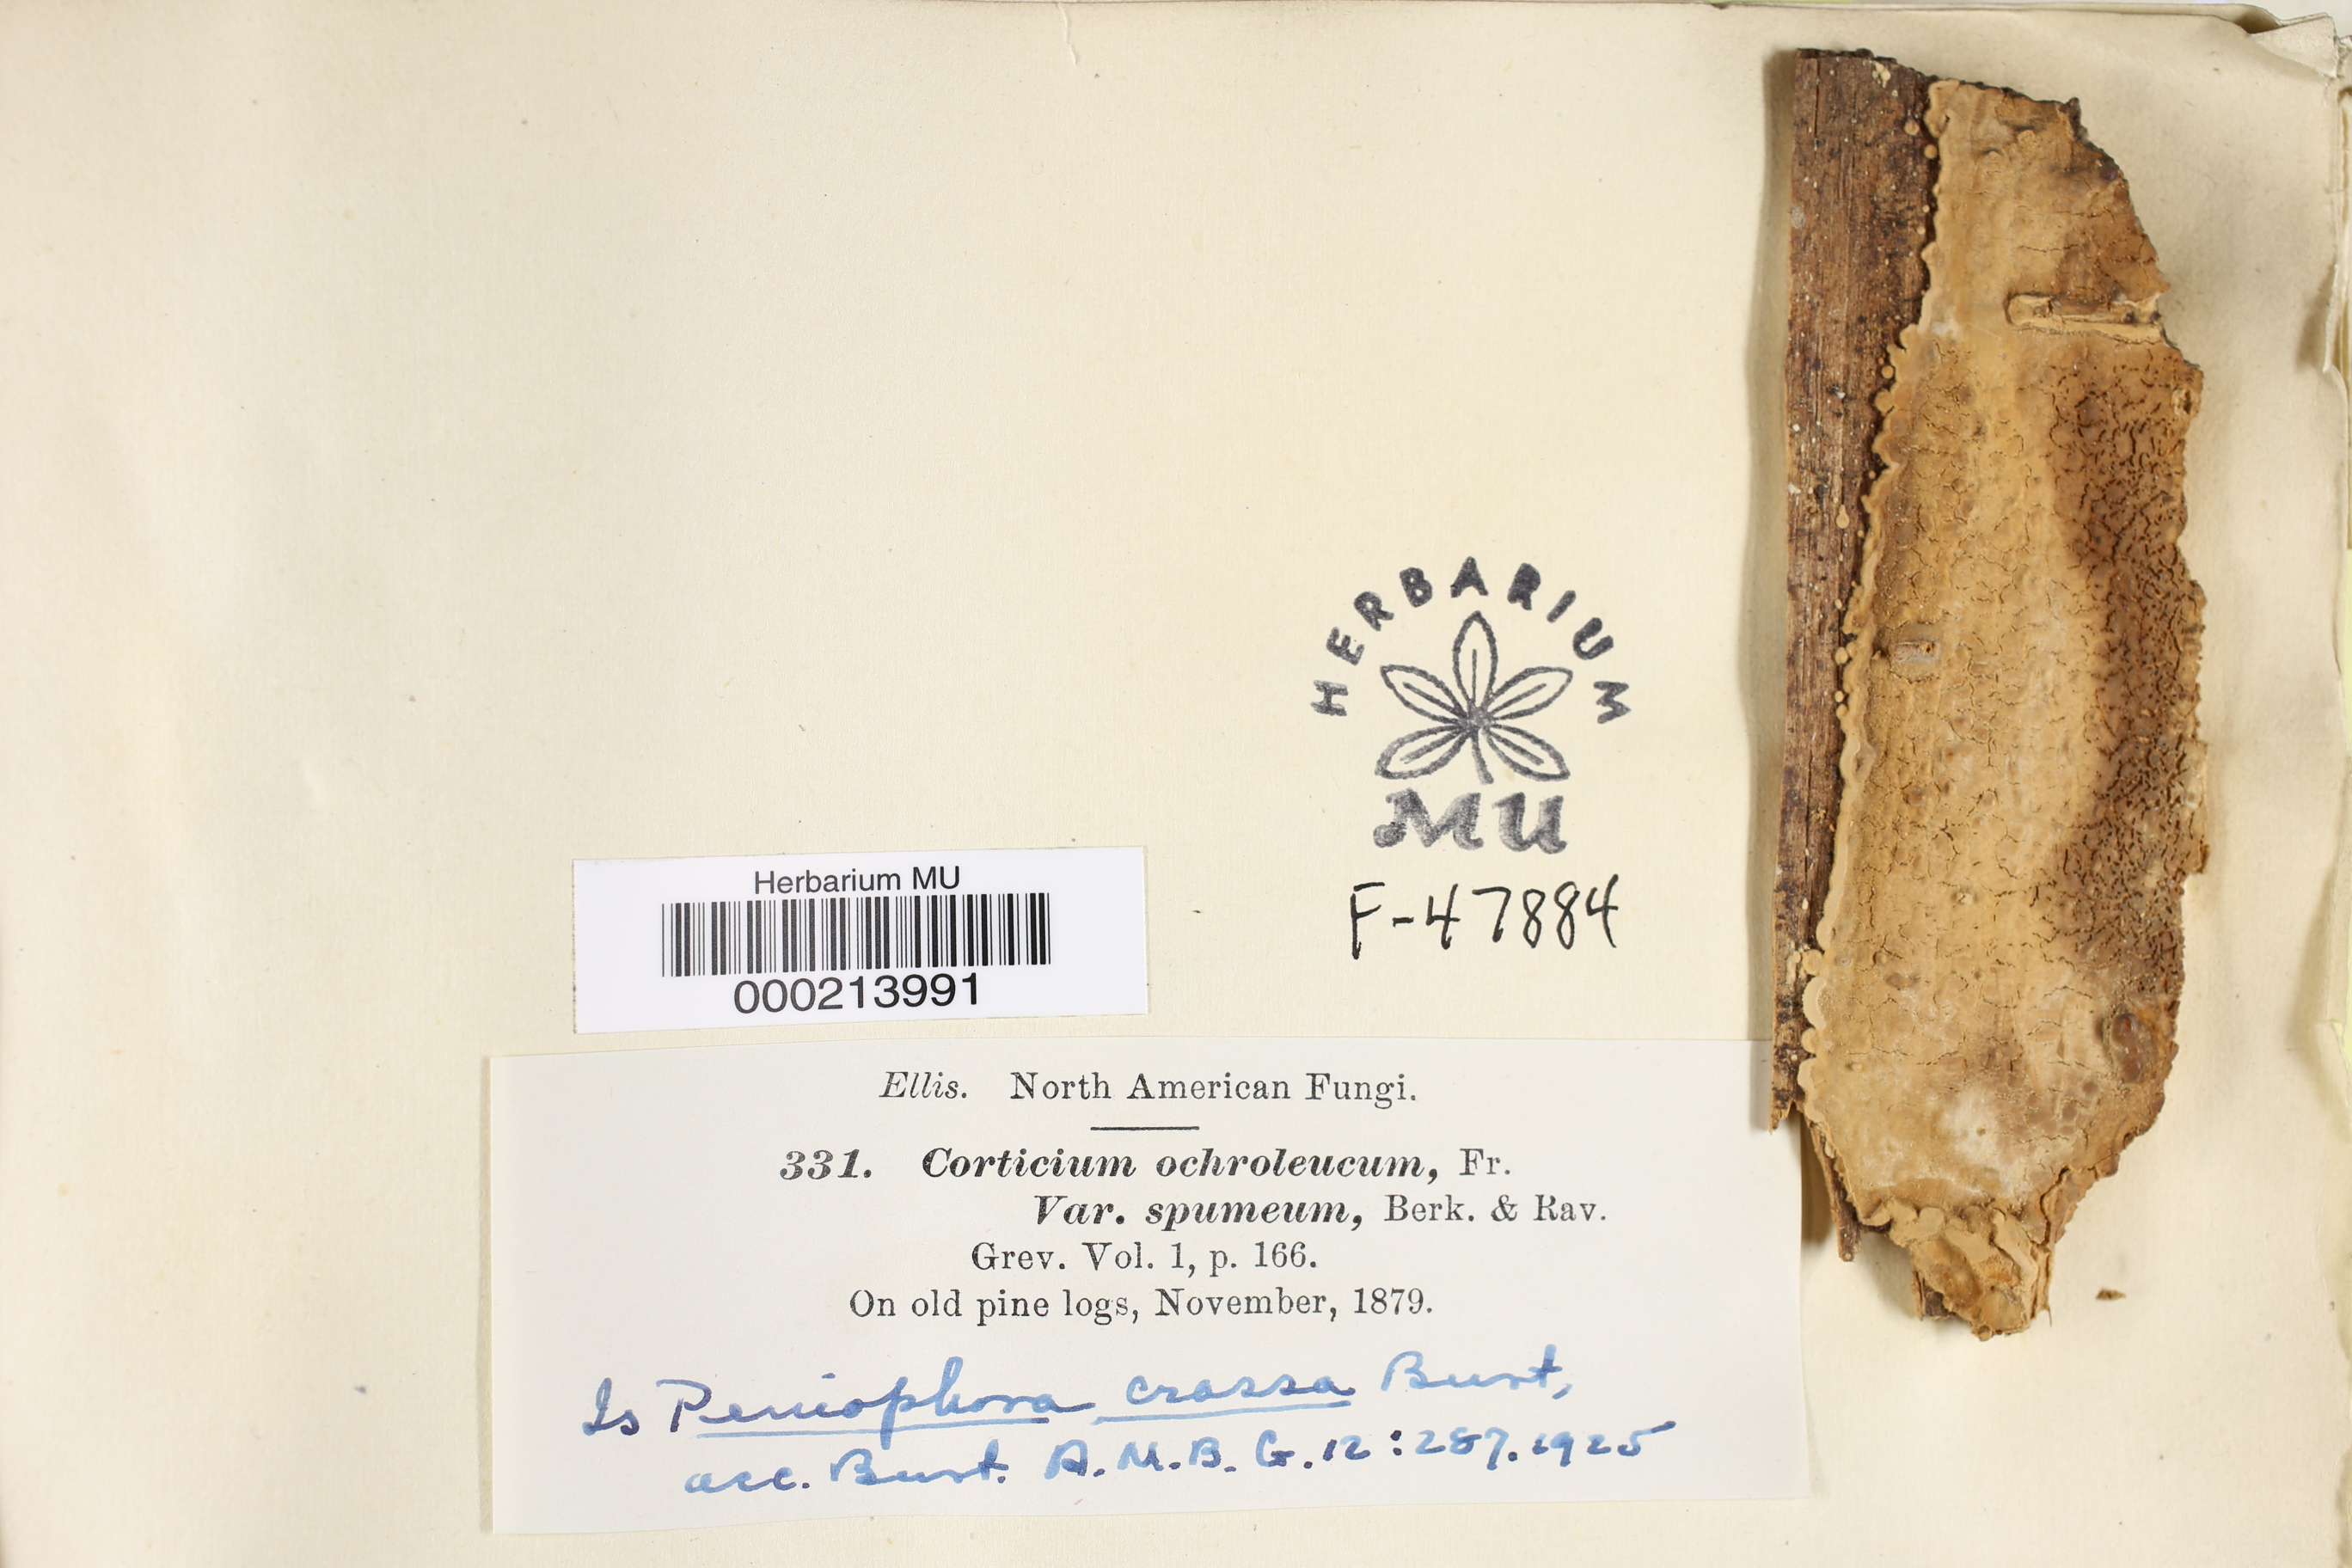 HERBARIUM
MU
F-47884
Herbarium MU
000213991
Ellis. North American Fungi.
331. Corticium ochroleucum, Fr.
Var. spumeum, Berk. & Rav.
Grev. Vol. 1, p. 166.
On old pine logs, November, 1879.
Is Peniophora crassa Burt,
acc. Burt. A.M.B.G. 12:287.1925